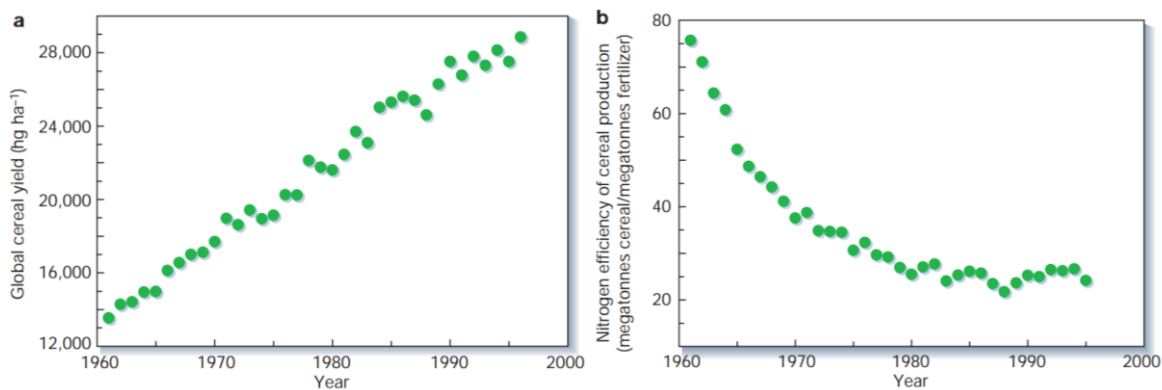 a
Global cereal yield (hg ha⁻¹)
28,000
24,000
20,000
16,000
12,000
1960
1970
1980
1990
2000
Year
b
Nitrogen efficiency of cereal production
(megatonnes cereal/megatonnes fertilizer)
80
60
40
20
1960
1970
1980
1990
2000
Year